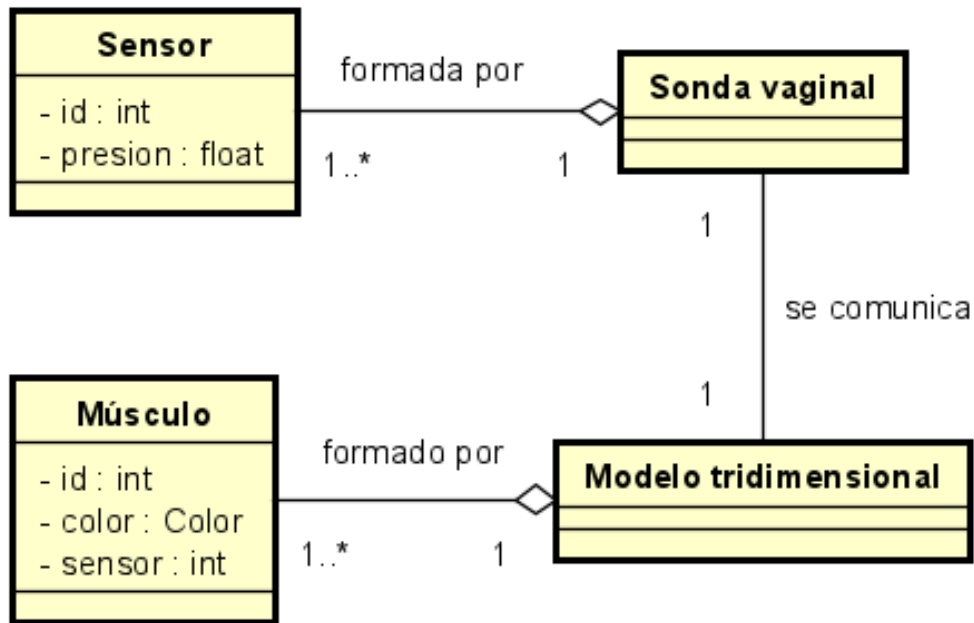 Sensor
- id : int
- presion : float
formada por
1..*
1
Sonda vaginal
1
se comunica
1
Músculo
- id : int
- color : Color
- sensor : int
formado por
1..*
1
Modelo tridimensional